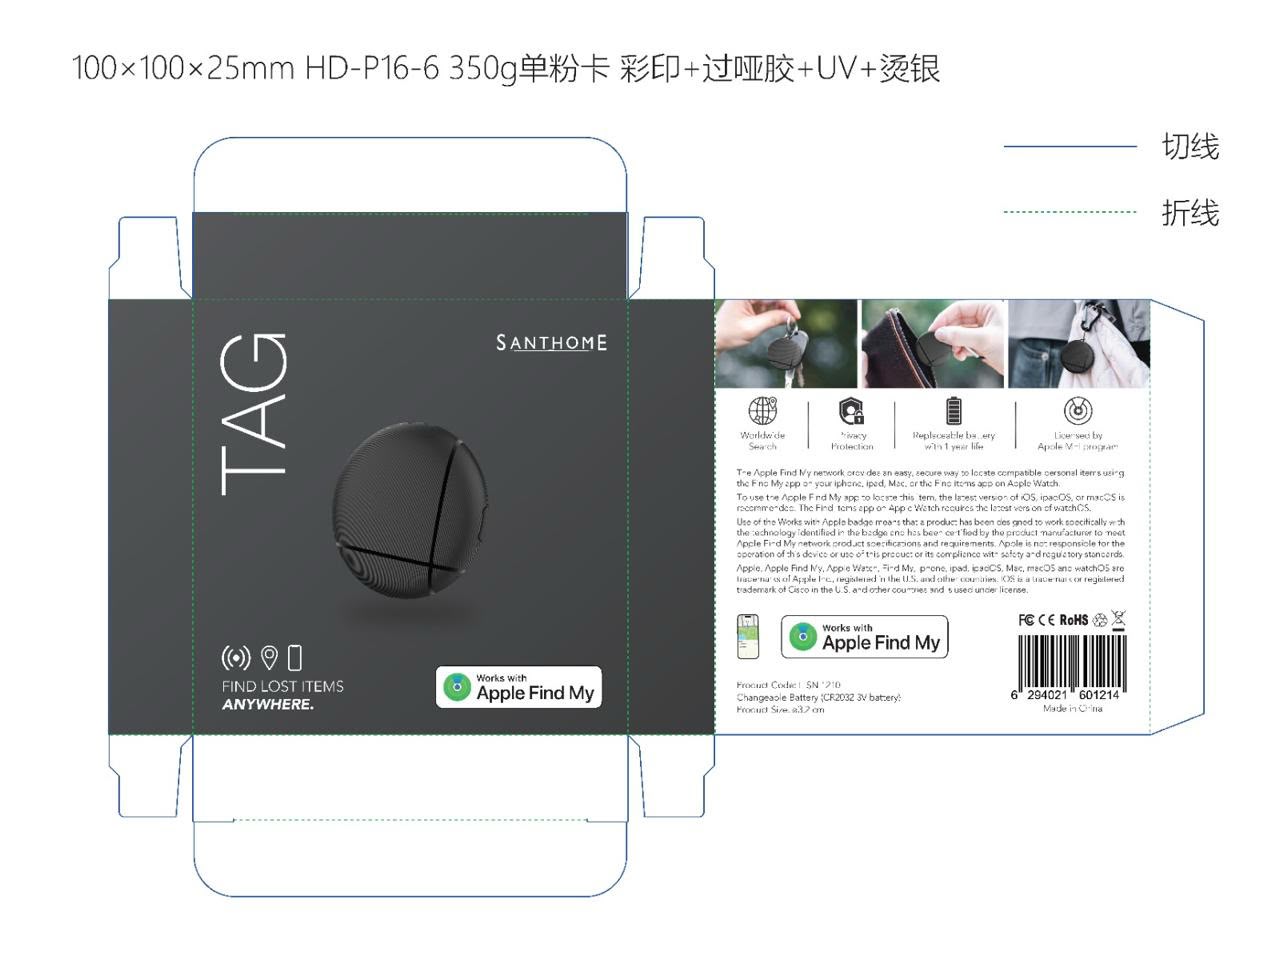 100×100×25mm HD-P16-6 350g单粉卡 彩印+过哑胶+UV+烫银
切线
折线
TAG
SANTHOME
FIND LOST ITEMS
ANYWHERE.
Works with
Apple Find My
Worldwide
Search
Privacy
Protection
Replaceable battery
with 1 year life
Licensed by
Apple MFI program
The Apple Find My network provides an easy, secure way to locate compatible personal items using
the Find My app on your iphone, ipad, Mac, or the Find items app on Apple Watch.
To use the Apple Find My app to locate this item, the latest version of iOS, ipadOS, or macOS is
recommended. The Find Items app on Apple Watch requires the latest version of watchOS.
Use of the Works with Apple badge means that a product has been designed to work specifically with
the technology identified in the badge and has been certified by the product manufacturer to meet
Apple Find My network product specifications and requirements. Apple is not responsible for the
operation of this device or use of this product or its compliance with safety and regulatory standards.
Apple, Apple Find My, Apple Watch, Find My, iphone, ipad, ipadOS, Mac, macOS and watchOS are
trademarks of Apple Inc., registered in the U.S. and other countries. IOS is a trademark or registered
trademark of Cisco in the U.S. and other countries and is used under license.
Works with
Apple Find My
FC CE RoHS
Product Code: LSN 1210
Changeable Battery (CR2032 3V battery)
Product Size: ø3.2 cm
6 294021 601214
Made in China